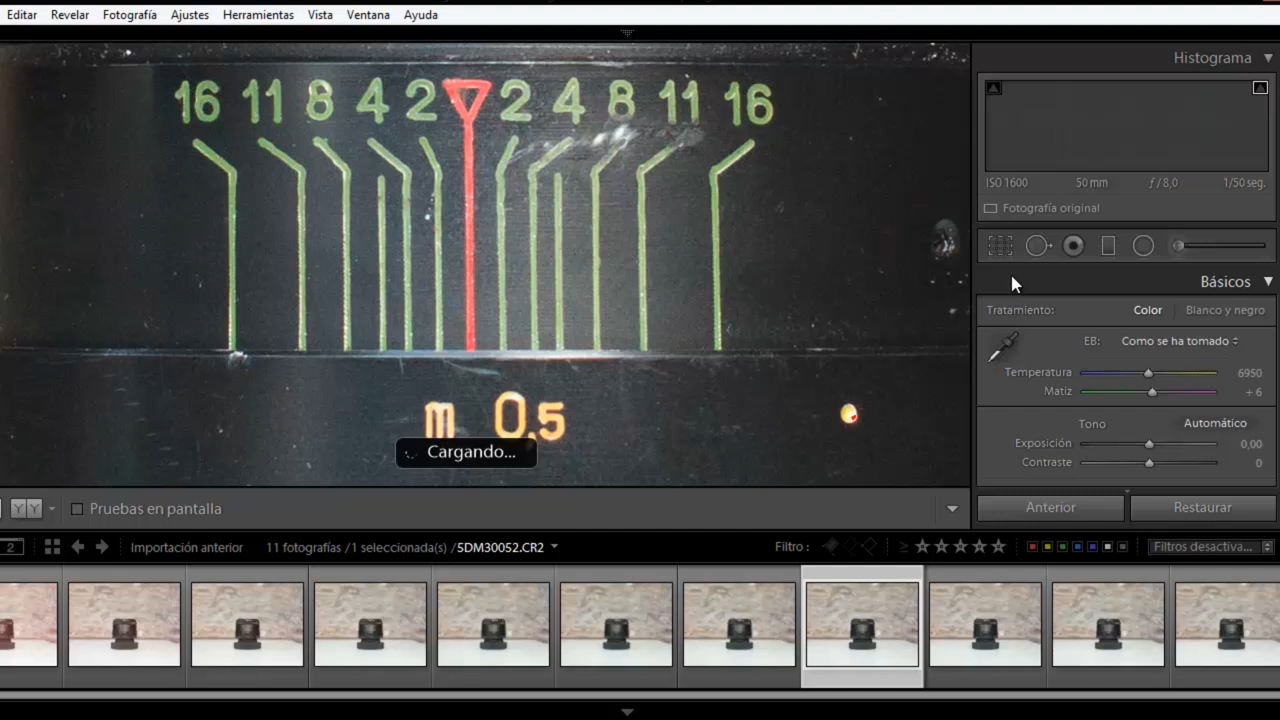 Editar Revelar Fotografía Ajustes Herramientas Vista Ventana Ayuda
Histograma
16 11 8 4 2 2 4 8 11 16
ISO 1600 50 mm ƒ / 8,0 1/50 seg.
Fotografía original
Básicos
Tratamiento: Color Blanco y negro
EB: Como se ha tomado
Temperatura 6950
Matiz + 6
m 0,5
Tono Automático
Exposición 0,00
Cargando...
Contraste 0
Y Y Pruebas en pantalla
Anterior Restaurar
2 Importación anterior 11 fotografías /1 seleccionada(s) /5DM30052.CR2 Filtro : ≥ Filtros desactiva...